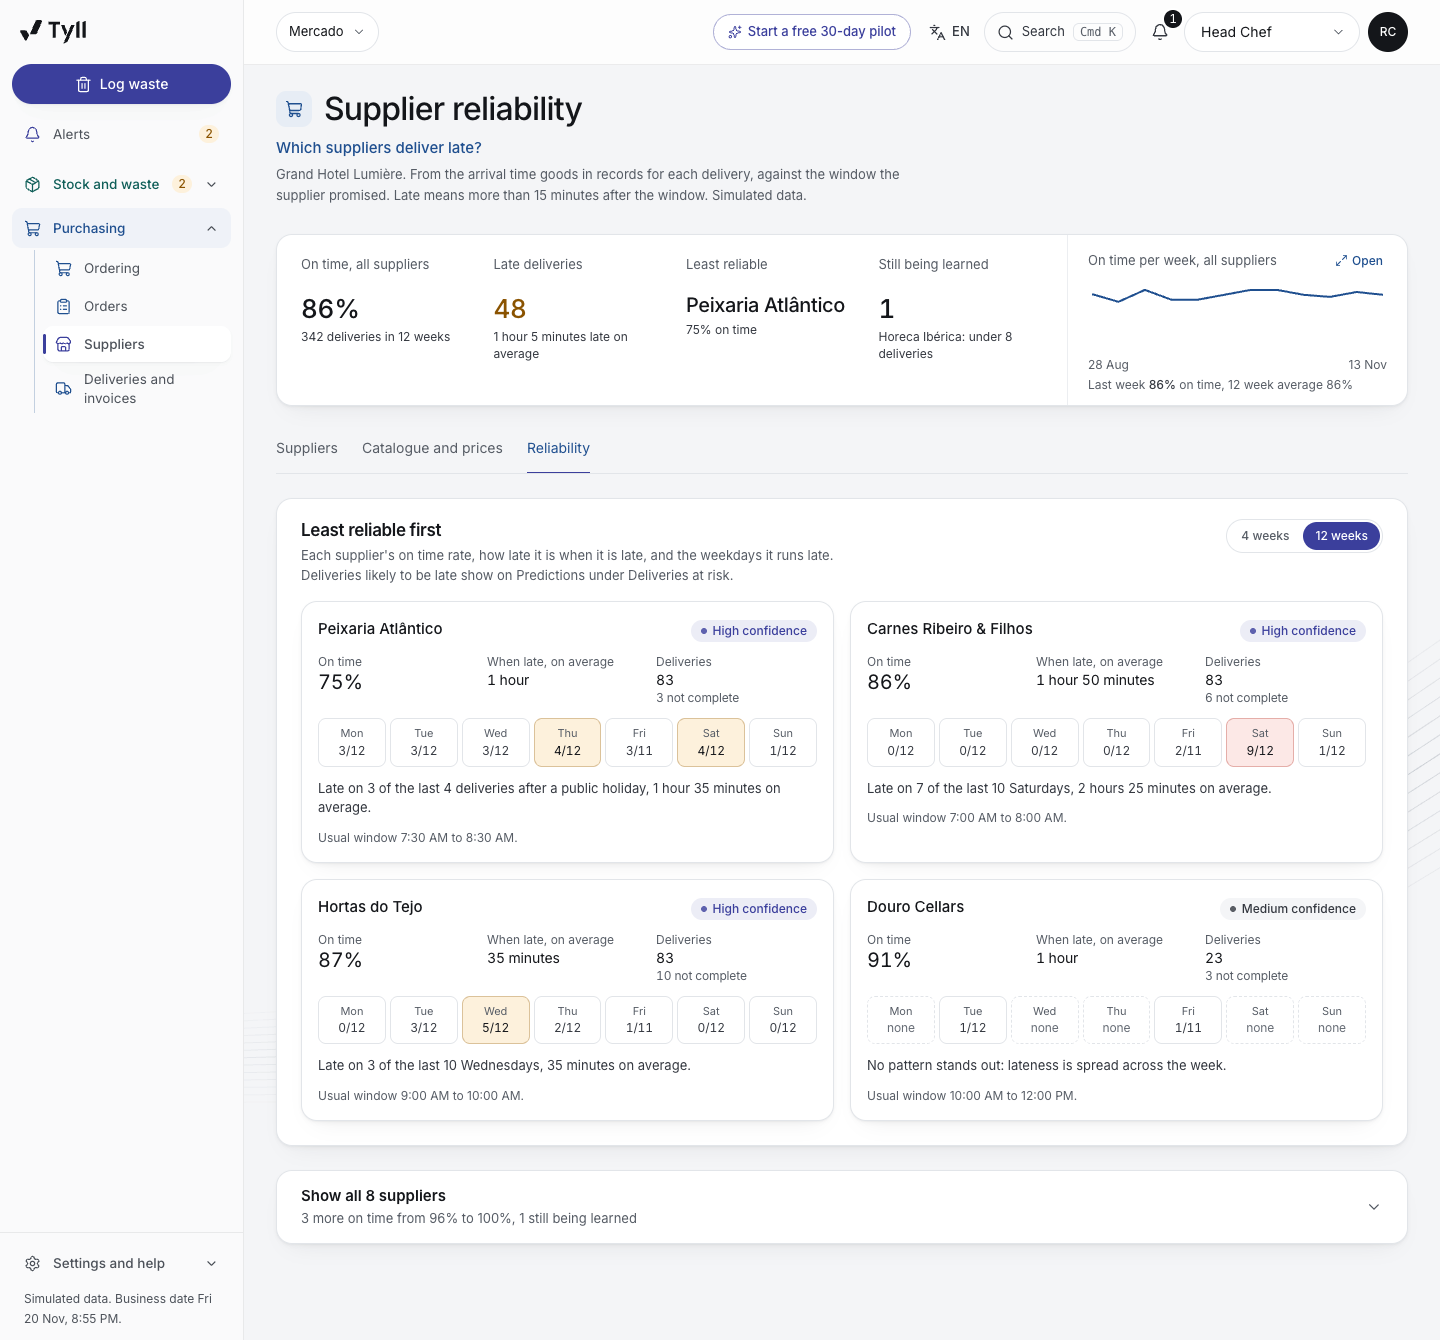 Tyll
Mercado
Start a free 30-day pilot
EN
Search
Cmd K
1
Head Chef
RC
Log waste
Alerts
2
Stock and waste
2
Purchasing
Ordering
Orders
Suppliers
Deliveries and
invoices
Supplier reliability
Which suppliers deliver late?
Grand Hotel Lumière. From the arrival time goods in records for each delivery, against the window the
supplier promised. Late means more than 15 minutes after the window. Simulated data.
On time, all suppliers
86%
342 deliveries in 12 weeks
Late deliveries
48
1 hour 5 minutes late on
average
Least reliable
Peixaria Atlântico
75% on time
Still being learned
1
Horeca Ibérica: under 8
deliveries
On time per week, all suppliers
Open
28 Aug
13 Nov
Last week 86% on time, 12 week average 86%
Suppliers
Catalogue and prices
Reliability
Least reliable first
Each supplier's on time rate, how late it is when it is late, and the weekdays it runs late.
Deliveries likely to be late show on Predictions under Deliveries at risk.
4 weeks
12 weeks
Peixaria Atlântico
High confidence
On time
75%
When late, on average
1 hour
Deliveries
83
3 not complete
Mon
3/12
Tue
3/12
Wed
3/12
Thu
4/12
Fri
3/11
Sat
4/12
Sun
1/12
Late on 3 of the last 4 deliveries after a public holiday, 1 hour 35 minutes on
average.
Usual window 7:30 AM to 8:30 AM.
Carnes Ribeiro & Filhos
High confidence
On time
86%
When late, on average
1 hour 50 minutes
Deliveries
83
6 not complete
Mon
0/12
Tue
0/12
Wed
0/12
Thu
0/12
Fri
2/11
Sat
9/12
Sun
1/12
Late on 7 of the last 10 Saturdays, 2 hours 25 minutes on average.
Usual window 7:00 AM to 8:00 AM.
Hortas do Tejo
High confidence
On time
87%
When late, on average
35 minutes
Deliveries
83
10 not complete
Mon
0/12
Tue
3/12
Wed
5/12
Thu
2/12
Fri
1/11
Sat
0/12
Sun
0/12
Late on 3 of the last 10 Wednesdays, 35 minutes on average.
Usual window 9:00 AM to 10:00 AM.
Douro Cellars
Medium confidence
On time
91%
When late, on average
1 hour
Deliveries
23
3 not complete
Mon
none
Tue
1/12
Wed
none
Thu
none
Fri
1/11
Sat
none
Sun
none
No pattern stands out: lateness is spread across the week.
Usual window 10:00 AM to 12:00 PM.
Show all 8 suppliers
3 more on time from 96% to 100%, 1 still being learned
Settings and help
Simulated data. Business date Fri
20 Nov, 8:55 PM.